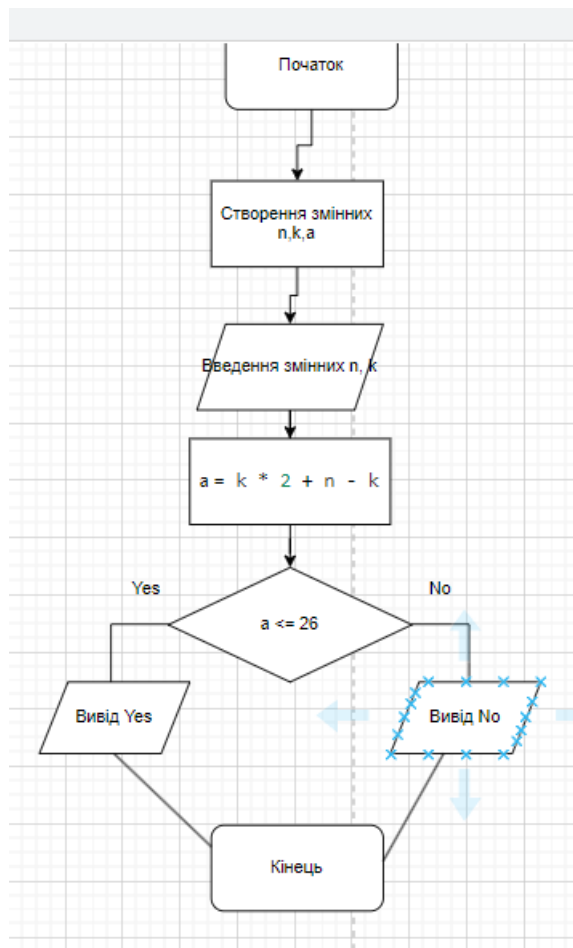 Початок
Створення змінних
n,k,a
Введення змінних n, k
a = k * 2 + n - k
Yes
No
a <= 26
Вивід Yes
Вивід No
Кінець